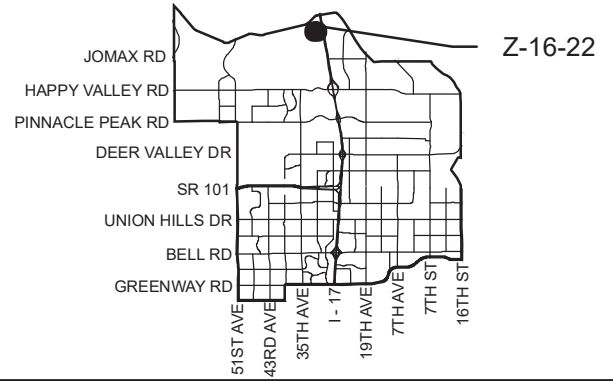 Z-16-22
JOMAX RD
HAPPY VALLEY RD
PINNACLE PEAK RD
DEER VALLEY DR
SR 101
UNION HILLS DR
BELL RD
GREENWAY RD
51ST AVE
43RD AVE
35TH AVE
I - 17
19TH AVE
7TH AVE
7TH ST
16TH ST